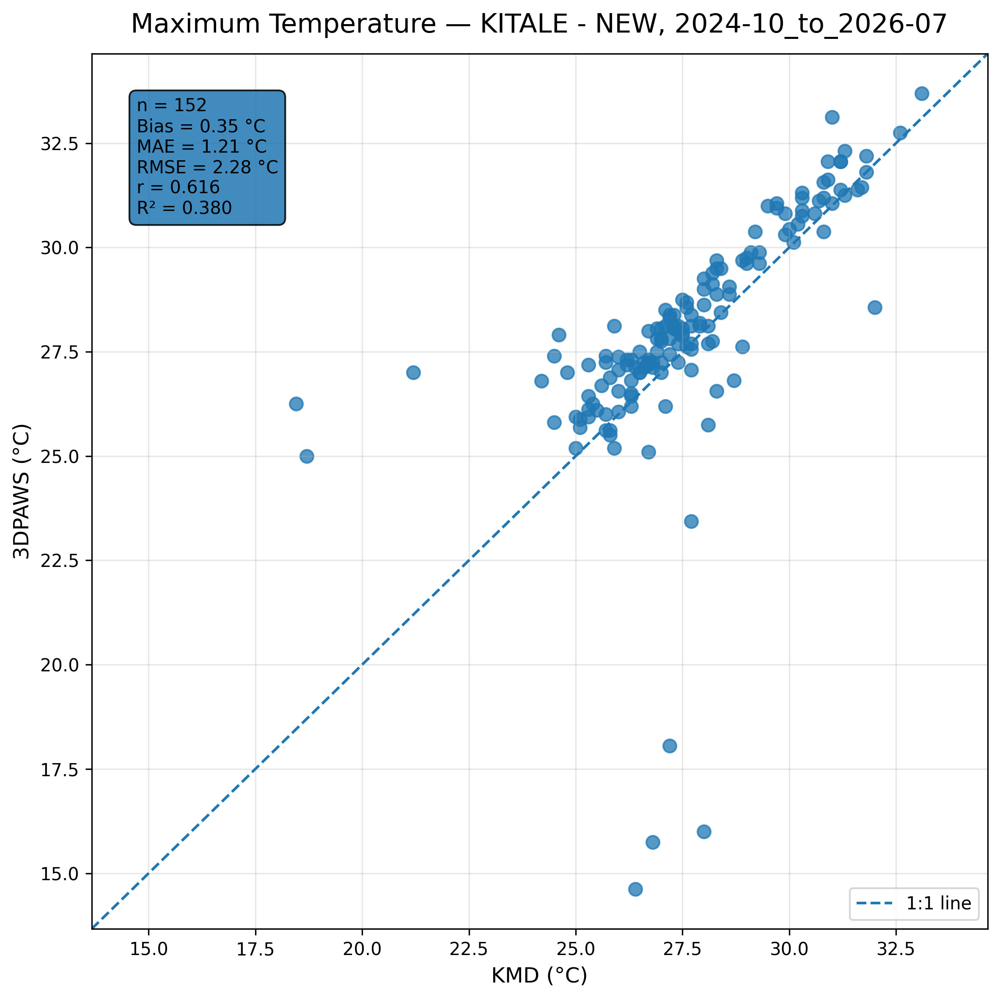 Maximum Temperature — KITALE - NEW, 2024-10_to_2026-07
n = 152
Bias = 0.35 °C
MAE = 1.21 °C
RMSE = 2.28 °C
r = 0.616
R² = 0.380
32.5
30.0
27.5
25.0
22.5
20.0
17.5
15.0
3DPAWS (°C)
1:1 line
15.0 17.5 20.0 22.5 25.0 27.5 30.0 32.5
KMD (°C)